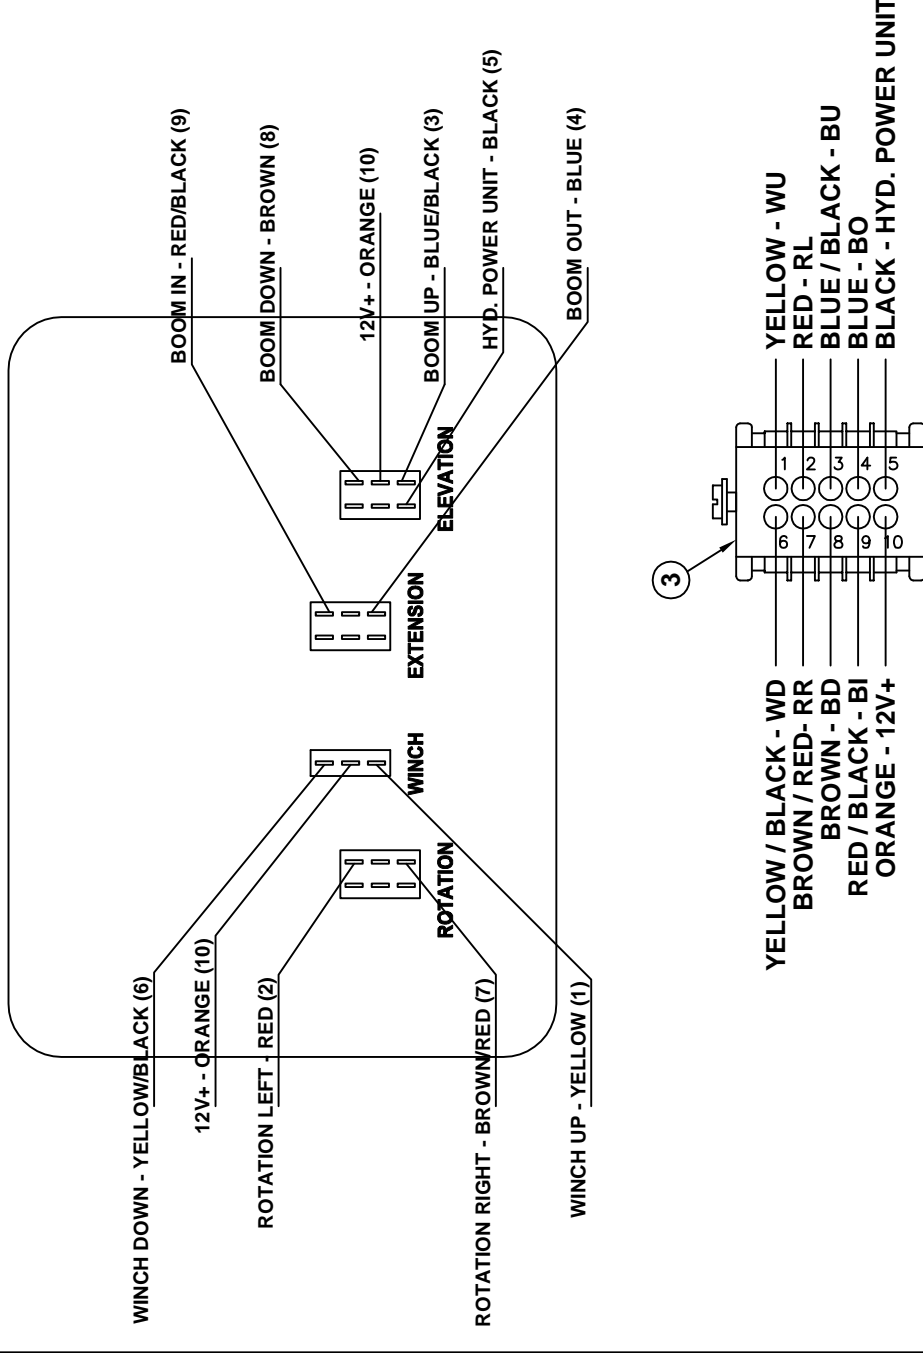 BOOM IN - RED/BLACK (9)
BOOM DOWN - BROWN (8)
12V+ - ORANGE (10)
BOOM UP - BLUE/BLACK (3)
HYD. POWER UNIT - BLACK (5)
BOOM OUT - BLUE (4)
ELEVATION
EXTENSION
WINCH
ROTATION
WINCH DOWN - YELLOW/BLACK (6)
12V+ - ORANGE (10)
ROTATION LEFT - RED (2)
ROTATION RIGHT - BROWN/RED (7)
WINCH UP - YELLOW (1)
YELLOW - WU
RED - RL
BLUE / BLACK - BU
BLUE - BO
BLACK - HYD. POWER UNIT
3
1 2 3 4 5
6 7 8 9 10
YELLOW / BLACK - WD
BROWN / RED- RR
BROWN - BD
RED / BLACK - BI
ORANGE - 12V+